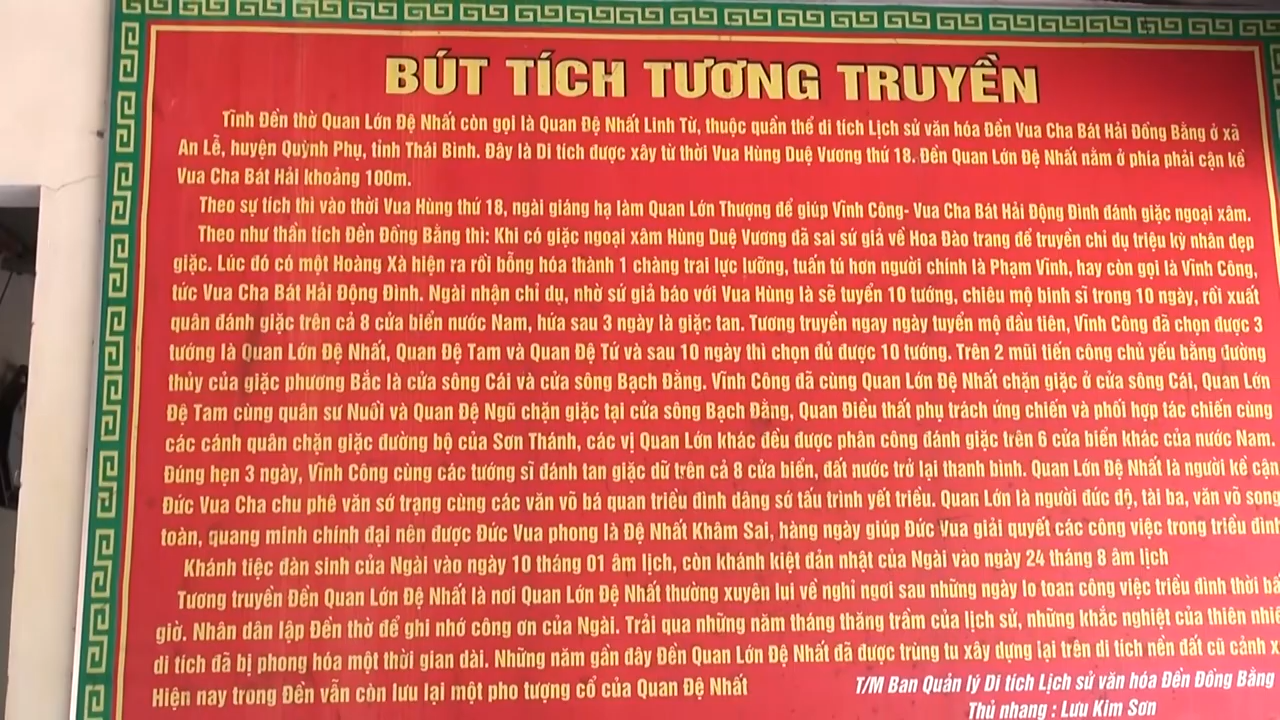 BÚT TÍCH TƯƠNG TRUYỀN
Tĩnh Đền thờ Quan Lớn Đệ Nhất còn gọi là Quan Đệ Nhất Linh Từ, thuộc quần thể di tích Lịch sử văn hóa Đền Vua Cha Bát Hải Đồng Bằng ở xã
An Lễ, huyện Quỳnh Phụ, tỉnh Thái Bình. Đây là Di tích được xây từ thời Vua Hùng Duệ Vương thứ 18. Đền Quan Lớn Đệ Nhất nằm ở phía phải cận kề
Vua Cha Bát Hải khoảng 100m.
Theo sự tích thì vào thời Vua Hùng thứ 18, ngài giáng hạ làm Quan Lớn Thượng để giúp Vĩnh Công- Vua Cha Bát Hải Động Đình đánh giặc ngoại xâm.
Theo như thần tích Đền Đồng Bằng thì: Khi có giặc ngoại xâm Hùng Duệ Vương đã sai sứ giả về Hoa Đào trang để truyền chỉ dụ triệu kỳ nhân dẹp
giặc. Lúc đó có một Hoàng Xà hiện ra rồi bỗng hóa thành 1 chàng trai lực lưỡng, tuấn tú hơn người chính là Phạm Vĩnh, hay còn gọi là Vĩnh Công,
tức Vua Cha Bát Hải Động Đình. Ngài nhận chỉ dụ, nhờ sứ giả báo với Vua Hùng là sẽ tuyển 10 tướng, chiêu mộ binh sĩ trong 10 ngày, rồi xuất
quân đánh giặc trên cả 8 cửa biển nước Nam, hứa sau 3 ngày là giặc tan. Tương truyền ngay ngày tuyển mộ đầu tiên, Vĩnh Công đã chọn được 3
tướng là Quan Lớn Đệ Nhất, Quan Đệ Tam và Quan Đệ Tứ và sau 10 ngày thì chọn đủ được 10 tướng. Trên 2 mũi tiến công chủ yếu bằng đường
thủy của giặc phương Bắc là cửa sông Cái và cửa sông Bạch Đằng. Vĩnh Công đã cùng Quan Lớn Đệ Nhất chặn giặc ở cửa sông Cái, Quan Lớn
Đệ Tam cùng quân sư Nuồi và Quan Đệ Ngũ chặn giặc tại cửa sông Bạch Đằng, Quan Điều thất phụ trách ứng chiến và phối hợp tác chiến cùng
các cánh quân chặn giặc đường bộ của Sơn Thánh, các vị Quan Lớn khác đều được phân công đánh giặc trên 6 cửa biển khác của nước Nam.
Đúng hẹn 3 ngày, Vĩnh Công cùng các tướng sĩ đánh tan giặc dữ trên cả 8 cửa biển, đất nước trở lại thanh bình. Quan Lớn Đệ Nhất là người kề cận
Đức Vua Cha chu phê văn sớ trạng cùng các văn võ bá quan triều đình dâng sớ tấu trình yết triều. Quan Lớn là người đức độ, tài ba, văn võ song
toàn, quang minh chính đại nên được Đức Vua phong là Đệ Nhất Khâm Sai, hàng ngày giúp Đức Vua giải quyết các công việc trong triều đình
Khánh tiệc đàn sinh của Ngài vào ngày 10 tháng 01 âm lịch, còn khánh kiệt đản nhật của Ngài vào ngày 24 tháng 8 âm lịch
Tương truyền Đền Quan Lớn Đệ Nhất là nơi Quan Lớn Đệ Nhất thường xuyên lui về nghỉ ngơi sau những ngày lo toan công việc triều đình thời
giờ. Nhân dân lập Đền thờ để ghi nhớ công ơn của Ngài. Trải qua những năm tháng thăng trầm của lịch sử, những khắc nghiệt của thiên
di tích đã bị phong hóa một thời gian dài. Những năm gần đây Đền Quan Lớn Đệ Nhất đã được trùng tu xây dựng lại trên di tích nền đất cũ cảnh
Hiện nay trong Đền vẫn còn lưu lại một pho tượng cổ của Quan Đệ Nhất
T/M Ban Quản lý Di tích Lịch sử văn hóa Đền Đồng Bằng
Thủ nhang : Lưu Kim Sơn